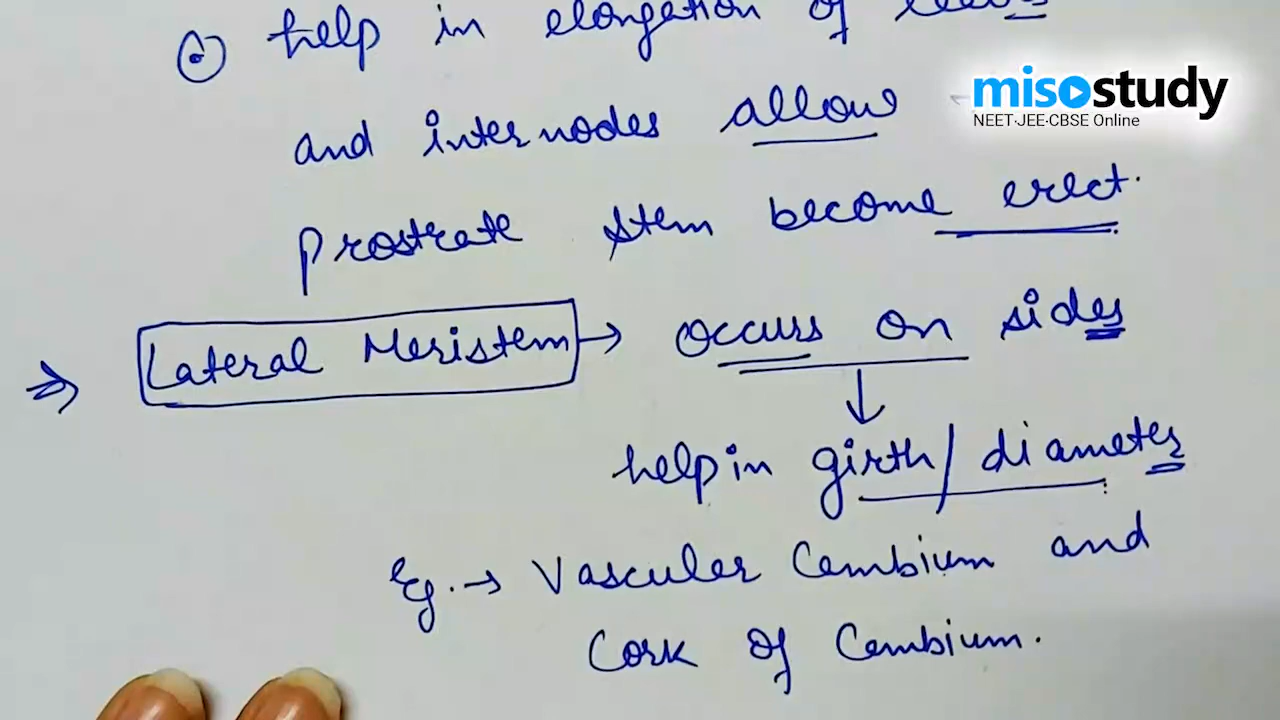 help in elongation of
misostudy
NEET·JEE·CBSE Online
and internodes allow
prostrate stem become erect.
⇒ Lateral Meristem → occurs on sides
↓
help in girth/diameter
Eg. → Vascular Cembium and
Cork of Cembium.